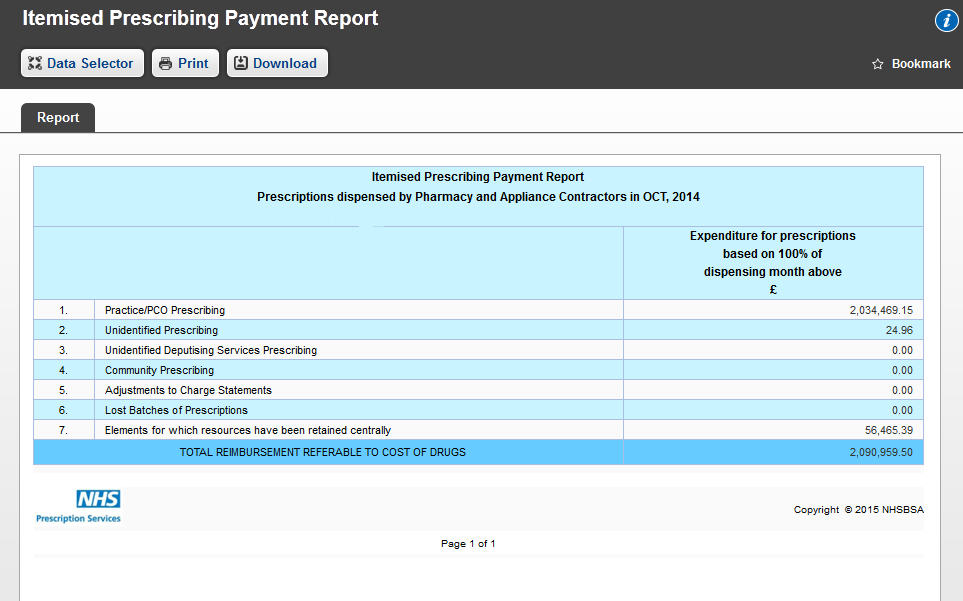 Itemised Prescribing Payment Report
i
Data Selector Print Download
Bookmark
Report
Itemised Prescribing Payment Report
Prescriptions dispensed by Pharmacy and Appliance Contractors in OCT, 2014
Expenditure for prescriptions
based on 100% of
dispensing month above
£
1. Practice/PCO Prescribing 2,034,469.15
2. Unidentified Prescribing 24.96
3. Unidentified Deputising Services Prescribing 0.00
4. Community Prescribing 0.00
5. Adjustments to Charge Statements 0.00
6. Lost Batches of Prescriptions 0.00
7. Elements for which resources have been retained centrally 56,465.39
TOTAL REIMBURSEMENT REFERABLE TO COST OF DRUGS 2,090,959.50
NHS
Prescription Services
Copyright © 2015 NHSBSA
Page 1 of 1